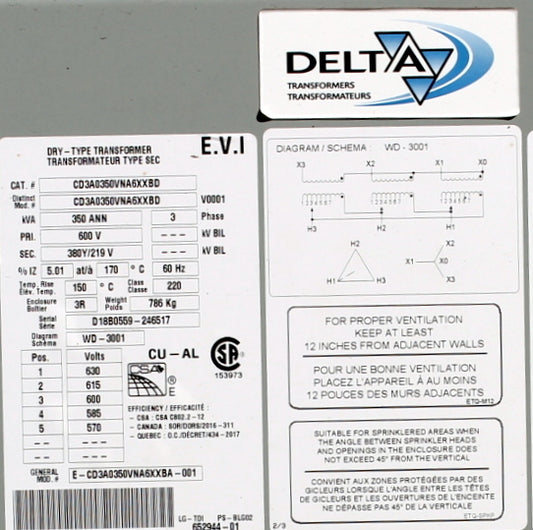 DELTA
TRANSFORMERS
TRANSFORMATEURS
DRY-TYPE TRANSFORMER
TRANSFORMATEUR TYPE SEC
E.V.I
CAT. # CD3A0350VNA6XXBD
Distinct Mod. # CD3A0350VNA6XXBD V0001
kVA 350 ANN 3 Phase
PRI. 600 V --- kV BIL
SEC. 380Y/219 V --- kV BIL
% IZ 5.01 at/à 170 °C 60 Hz
Temp. Rise
Élév. Temp. 150 °C Class
Classe 220
Enclosure
Boîtier 3R Weight
Poids 786 Kg
Serial
Série D18B0559-246517
Diagram
Schéma WD-3001
Pos. Volts CU-AL
1 630
2 615
3 600
4 585
5 570
-- ---
-- ---
CSA
® E
SA
153973
EFFICIENCY / EFFICACITÉ :
- CSA : CSA C802.2-12
- CANADA : SOR/DORS/2016-311
- QUEBEC : O.C./DÉCRET/434-2017
GENERAL
MOD. # E-CD3A0350VNA6XXBA-001
LG-TDI PS-BLG02
652944-01
DIAGRAM / SCHEMA : WD-3001
X3 X2 X1 X0
1234567 1234567 1234567
H3 H2 H1
H2 X2
X1
H1 H3 X3
FOR PROPER VENTILATION
KEEP AT LEAST
12 INCHES FROM ADJACENT WALLS
POUR UNE BONNE VENTILATION
PLACEZ L'APPAREIL À AU MOINS
12 POUCES DES MURS ADJACENTS
ETQ-M12
SUITABLE FOR SPRINKLERED AREAS WHEN
THE ANGLE BETWEEN SPRINKLER HEADS
AND OPENINGS IN THE ENCLOSURE DOES
NOT EXCEED 45° FROM THE VERTICAL
CONVIENT AUX ZONES PROTÉGÉES PAR DES
GICLEURS LORSQUE L'ANGLE ENTRE LES TÊTES
DE GICLEURS ET LES OUVERTURES DE L'ENCEINTE
NE DÉPASSE PAS 45° DE LA VERTICALE
ETQ-SPKP
2/3